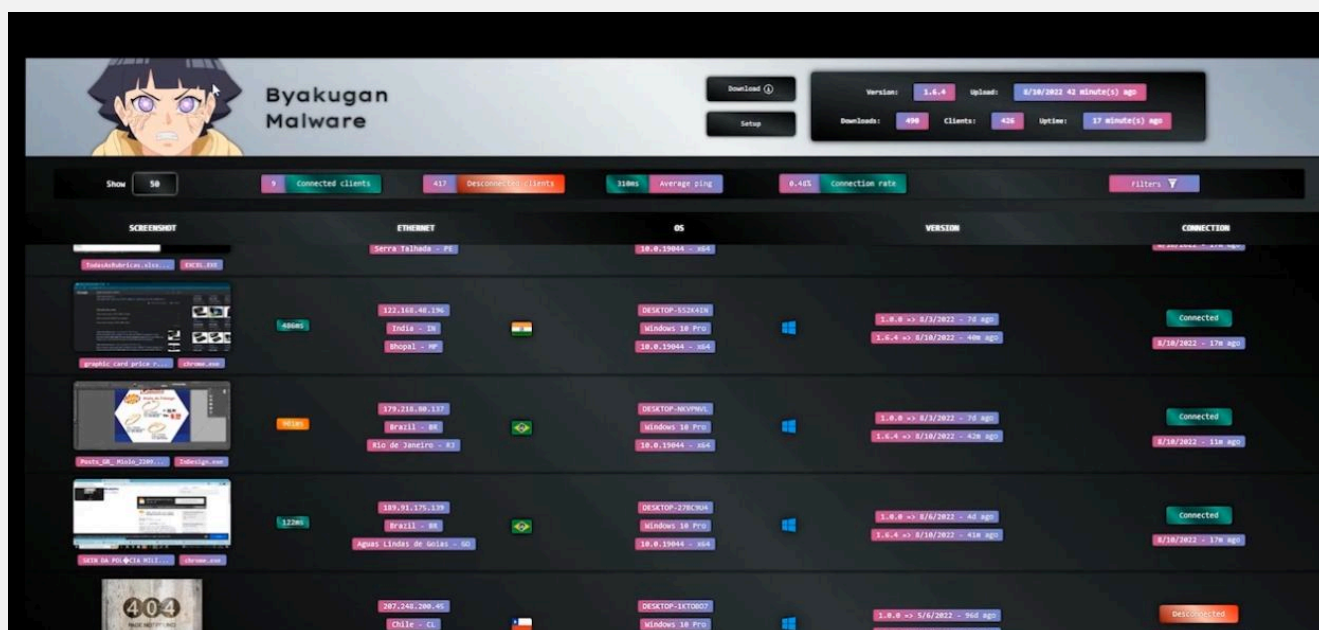 Byakugan
Malware
Download
Setup
Version: 1.6.4 Upload: 8/10/2022 42 minute(s) ago
Downloads: 490 Clients: 426 Uptime: 17 minute(s) ago
Show 50 9 Connected clients 417 Desconnected clients 310ms Average ping 0.48% Connection rate Filters
SCREENSHOT ETHERNET OS VERSION CONNECTION
Serra Talhada - PE 10.0.19044 - x64 8/10/2022 - 17m ago
TodasAsRubricas.xlsx... EXCEL.EXE
122.168.48.196
486ms India - IN Windows 10 Pro 1.0.0 => 8/3/2022 - 7d ago Connected
Bhopal - MP 10.0.19044 - x64 1.6.4 => 8/10/2022 - 40m ago 8/10/2022 - 17m ago
graphic card price r... chrome.exe
179.218.80.137
Brazil - BR Windows 10 Pro 1.0.0 => 8/3/2022 - 7d ago Connected
Rio de Janeiro - RJ 10.0.19044 - x64 1.6.4 => 8/10/2022 - 42m ago 8/10/2022 - 11m ago
InDesign.exe
189.91.175.139 DESKTOP-278C9U4
122ms Brazil - BR Windows 10 Pro 1.0.0 => 8/6/2022 - 4d ago Connected
Aguas Lindas de Goias - GO 10.0.19044 - x64 1.6.4 => 8/10/2022 - 41m ago 8/10/2022 - 17m ago
chrome.exe
404
207.248.200.45 DESKTOP-1KTOBO7
Chile - CL Windows 10 Pro 1.0.0 => 5/6/2022 - 96d ago Desconnected